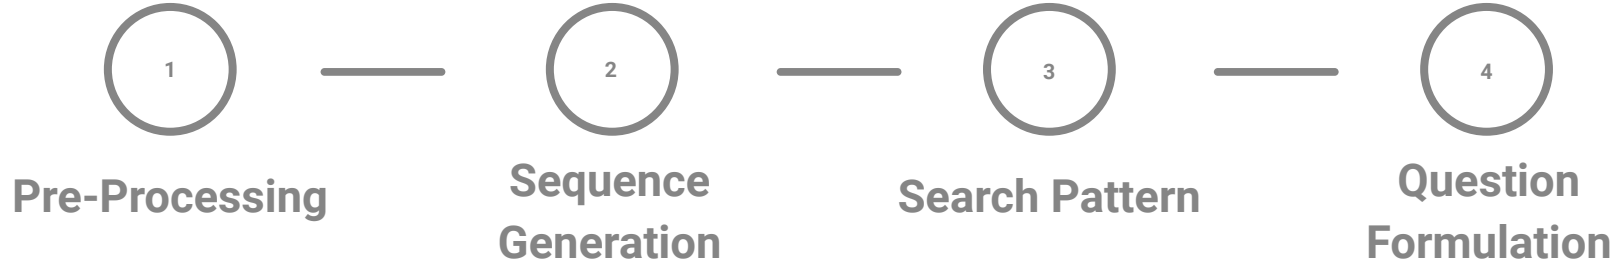 1
2
3
4
Pre-Processing
Sequence
Generation
Search Pattern
Question
Formulation